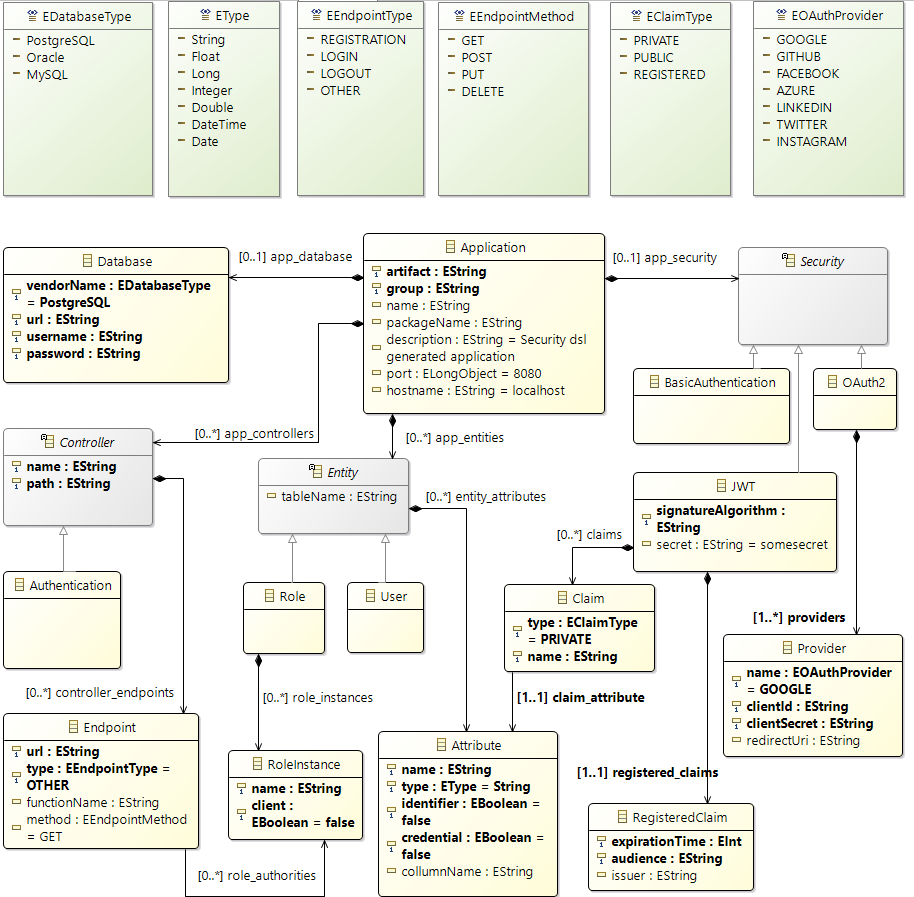 EDatabaseType
PostgreSQL
Oracle
MySQL
EType
String
Float
Long
Integer
Double
DateTime
Date
EEndpointType
REGISTRATION
LOGIN
LOGOUT
OTHER
EEndpointMethod
GET
POST
PUT
DELETE
EClaimType
PRIVATE
PUBLIC
REGISTERED
EOAuthProvider
GOOGLE
GITHUB
FACEBOOK
AZURE
LINKEDIN
TWITTER
INSTAGRAM
Database
vendorName : EDatabaseType
= PostgreSQL
url : EString
username : EString
password : EString
[0..1] app_database
Application
artifact : EString
group : EString
name : EString
packageName : EString
description : EString = Security dsl
generated application
port : ELongObject = 8080
hostname : EString = localhost
[0..1] app_security
Security
BasicAuthentication
OAuth2
[0..*] app_controllers
[0..*] app_entities
Controller
name : EString
path : EString
Entity
tableName : EString
[0..*] entity_attributes
JWT
signatureAlgorithm :
EString
secret : EString = somesecret
[0..*] claims
Authentication
Role
User
Claim
type : EClaimType
= PRIVATE
name : EString
[1..*] providers
Provider
name : EOAuthProvider
= GOOGLE
clientId : EString
clientSecret : EString
redirectUri : EString
[0..*] controller_endpoints
[0..*] role_instances
[1..1] claim_attribute
Endpoint
url : EString
type : EEndpointType =
OTHER
functionName : EString
method : EEndpointMethod
= GET
RoleInstance
name : EString
client :
EBoolean = false
Attribute
name : EString
type : EType = String
identifier : EBoolean =
false
credential : EBoolean =
false
collumnName : EString
[1..1] registered_claims
RegisteredClaim
expirationTime : EInt
audience : EString
issuer : EString
[0..*] role_authorities